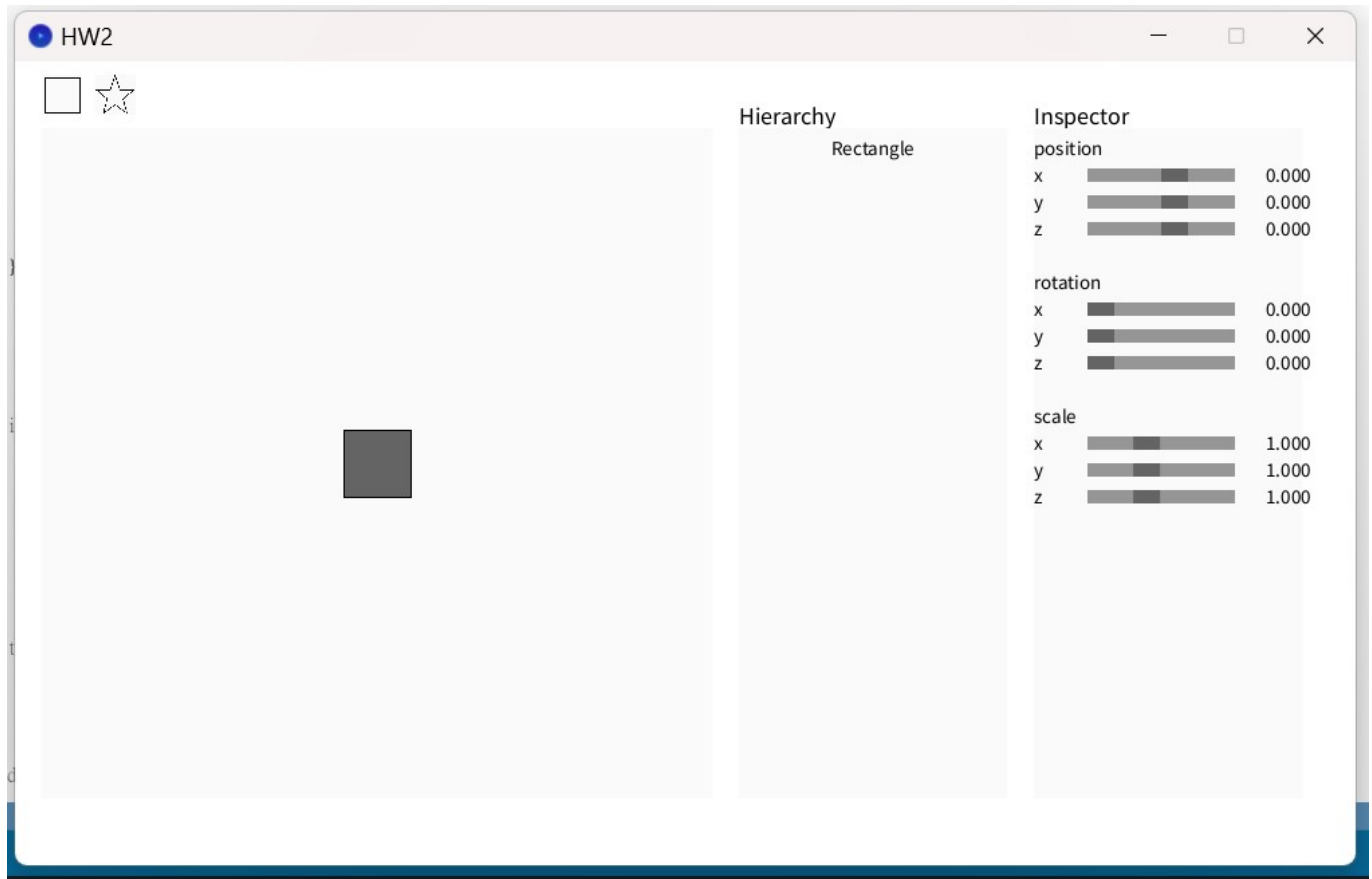 HW2
Hierarchy
Rectangle
Inspector
position
x 0.000
y 0.000
z 0.000
rotation
x 0.000
y 0.000
z 0.000
scale
x 1.000
y 1.000
z 1.000
}
i
t
d